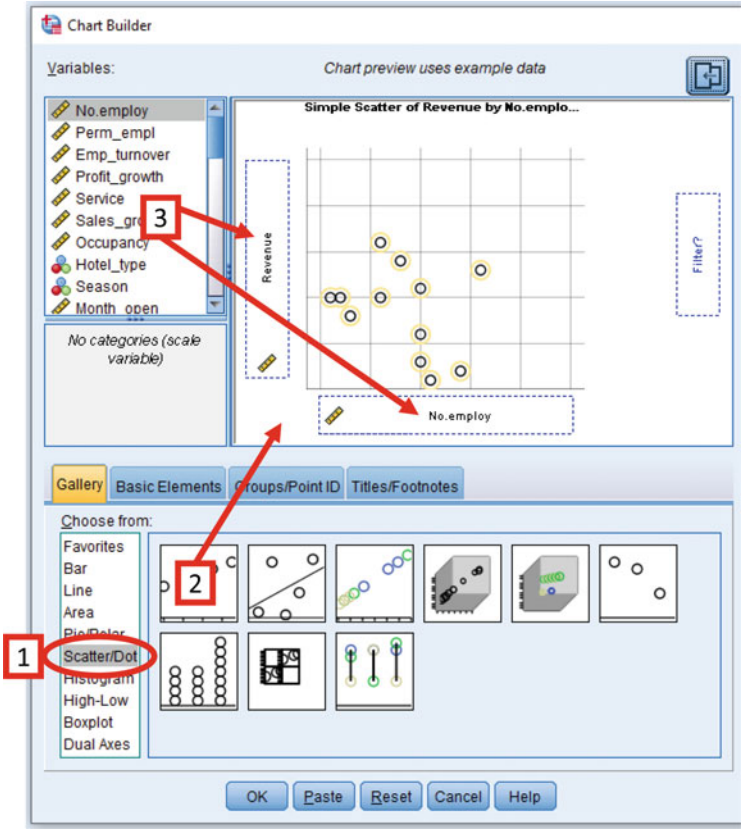 Chart Builder
Variables:
Chart preview uses example data
No.employ
Perm_empl
Emp_turnover
Profit_growth
Service
Sales_gro
Occupancy
Hotel_type
Season
Month_open
No categories (scale
variable)
Simple Scatter of Revenue by No.emplo...
Revenue
No.employ
Filter?
3
Gallery
Basic Elements
Groups/Point ID
Titles/Footnotes
Choose from:
Favorites
Bar
Line
Area
Pie/Polar
Scatter/Dot
Histogram
High-Low
Boxplot
Dual Axes
1
2
OK
Paste
Reset
Cancel
Help